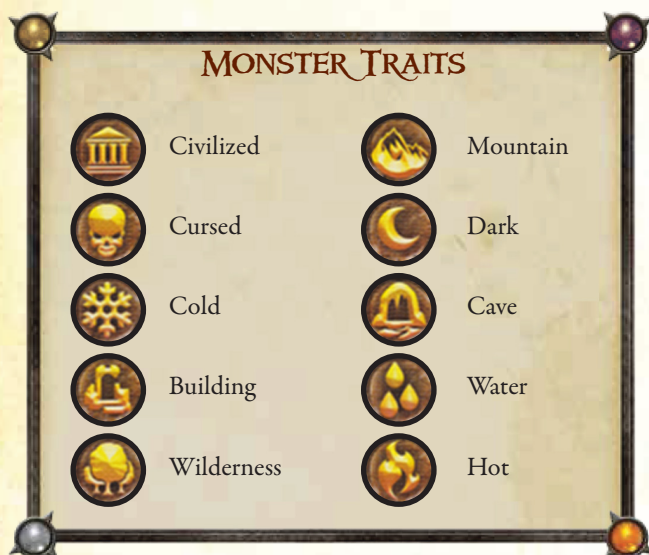 Monster Traits
Civilized
Mountain
Cursed
Dark
Cold
Cave
Building
Water
Wilderness
Hot